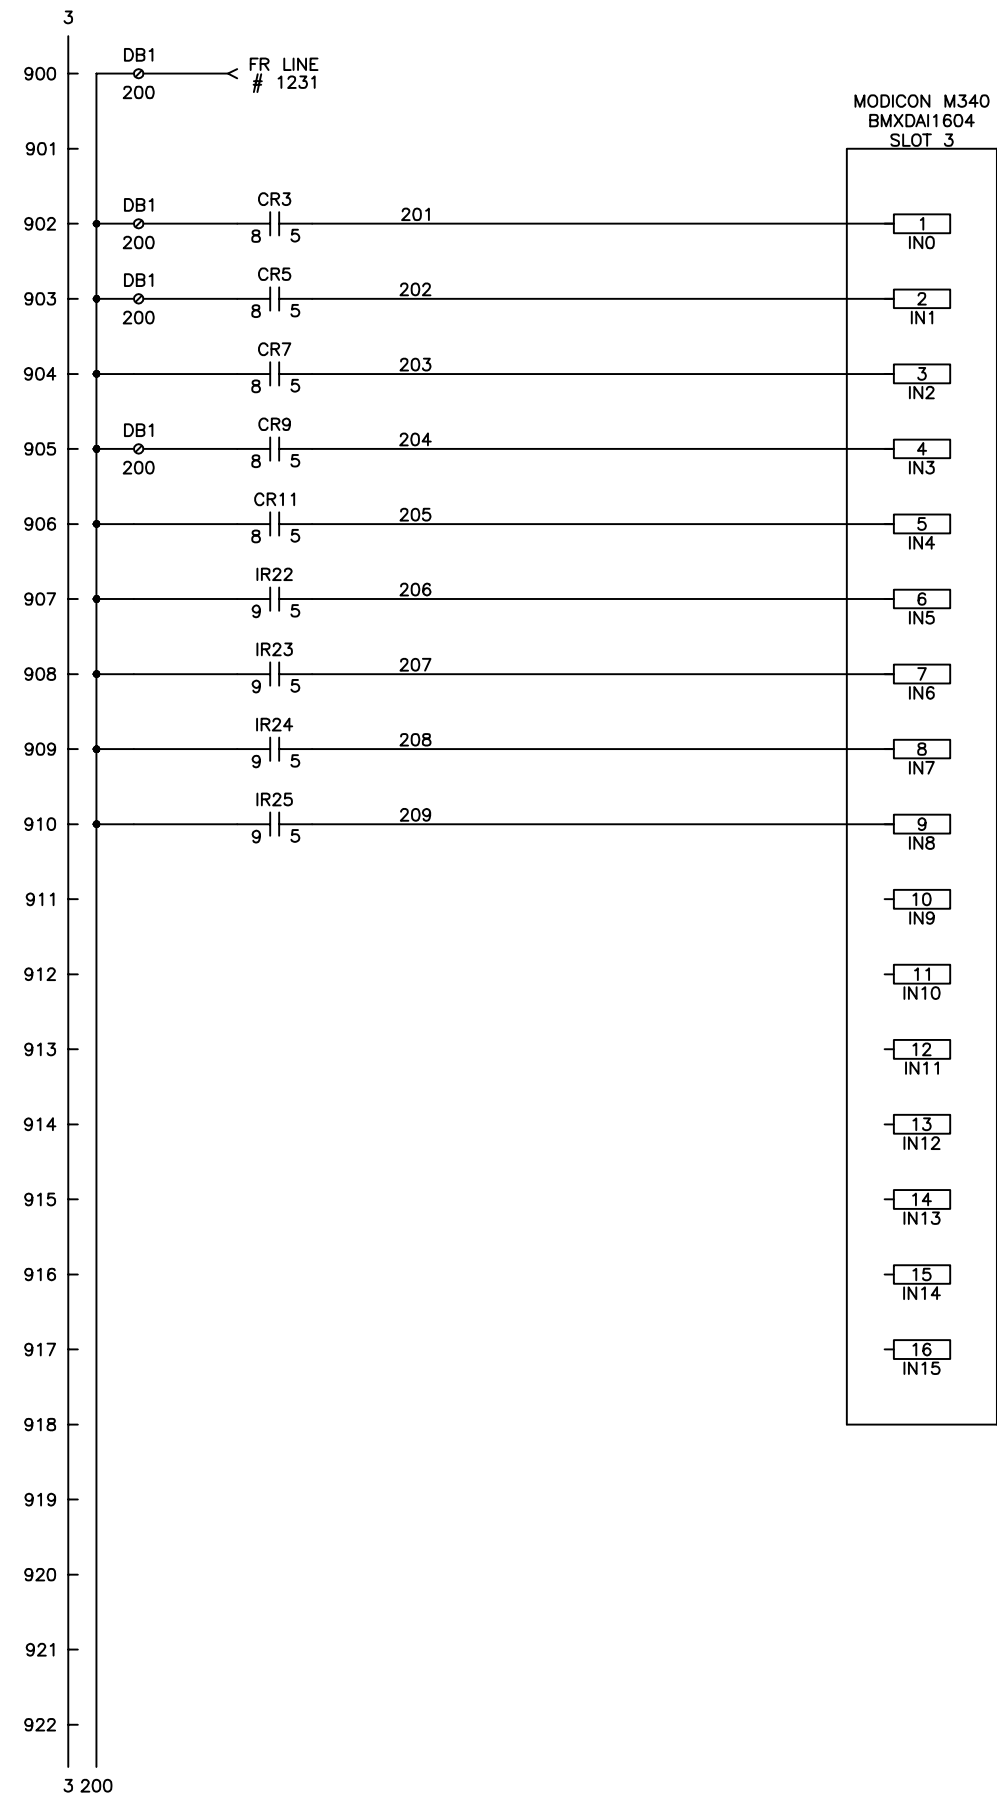 3
DB1
900
FR LINE
# 1231
200
MODICON M340
BMXDAI1604
SLOT 3
901
DB1 CR3 201
902 1
200 8 5 IN0
DB1 CR5 202
903 2
200 8 5 IN1
CR7 203
904 3
8 5 IN2
DB1 CR9 204
905 4
200 8 5 IN3
CR11 205
906 5
8 5 IN4
IR22 206
907 6
9 5 IN5
IR23 207
908 7
9 5 IN6
IR24 208
909 8
9 5 IN7
IR25 209
910 9
9 5 IN8
911 10
IN9
912 11
IN10
913 12
IN11
914 13
IN12
915 14
IN13
916 15
IN14
917 16
IN15
918
919
920
921
922
3 200